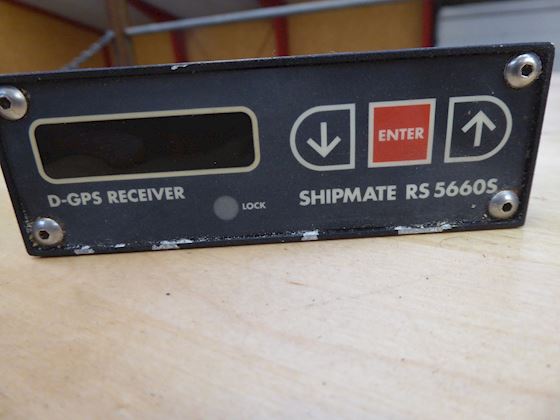 ENTER
D-GPS RECEIVER
LOCK
SHIPMATE RS 5660S